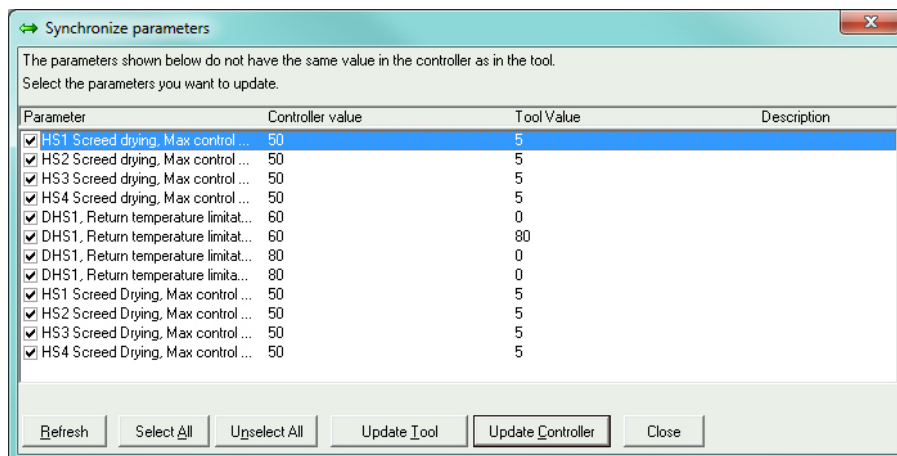 Synchronize parameters
The parameters shown below do not have the same value in the controller as in the tool.
Select the parameters you want to update.
Parameter Controller value Tool Value Description
HS1 Screed drying, Max control ... 50 5
HS2 Screed drying, Max control ... 50 5
HS3 Screed drying, Max control ... 50 5
HS4 Screed drying, Max control ... 50 5
DHS1, Return temperature limitat... 60 0
DHS1, Return temperature limitat... 60 80
DHS1, Return temperature limita... 80 0
DHS1, Return temperature limita... 80 0
HS1 Screed Drying, Max control ... 50 5
HS2 Screed Drying, Max control ... 50 5
HS3 Screed Drying, Max control ... 50 5
HS4 Screed Drying, Max control ... 50 5
Refresh Select All Unselect All Update Tool Update Controller Close